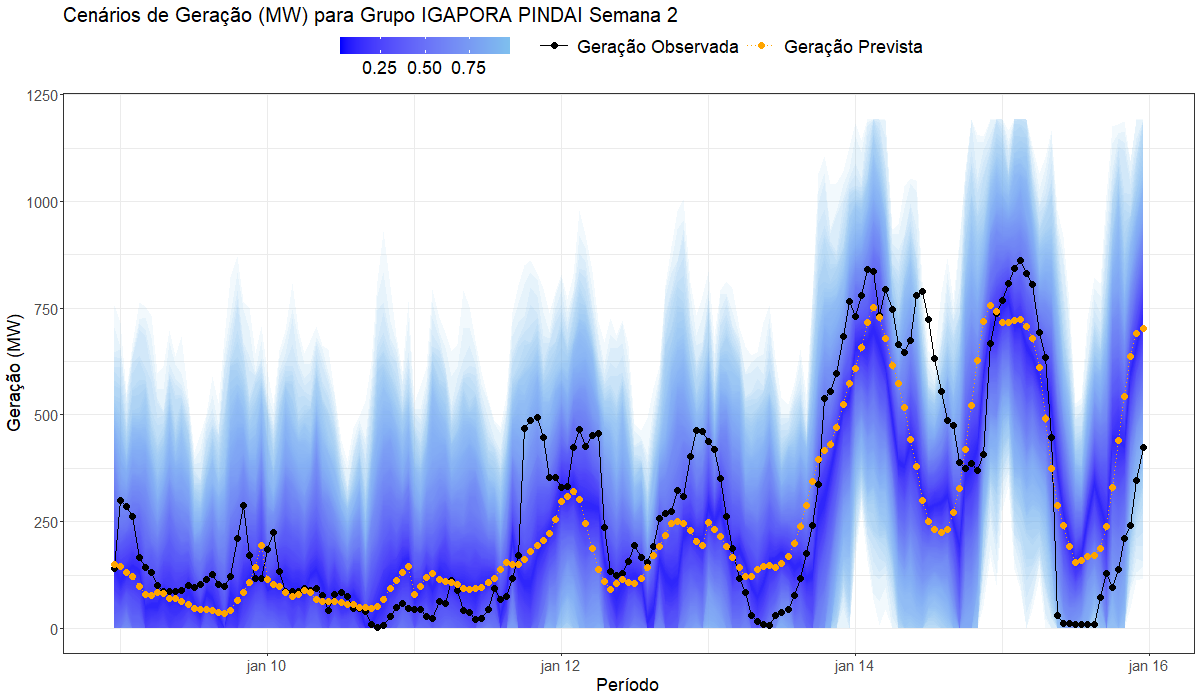 Cenários de Geração (MW) para Grupo IGAPORA PINDAI Semana 2
0.25 0.50 0.75
Geração Observada
Geração Prevista
Geração (MW)
1250
1000
750
500
250
0
jan 10
jan 12
jan 14
jan 16
Período